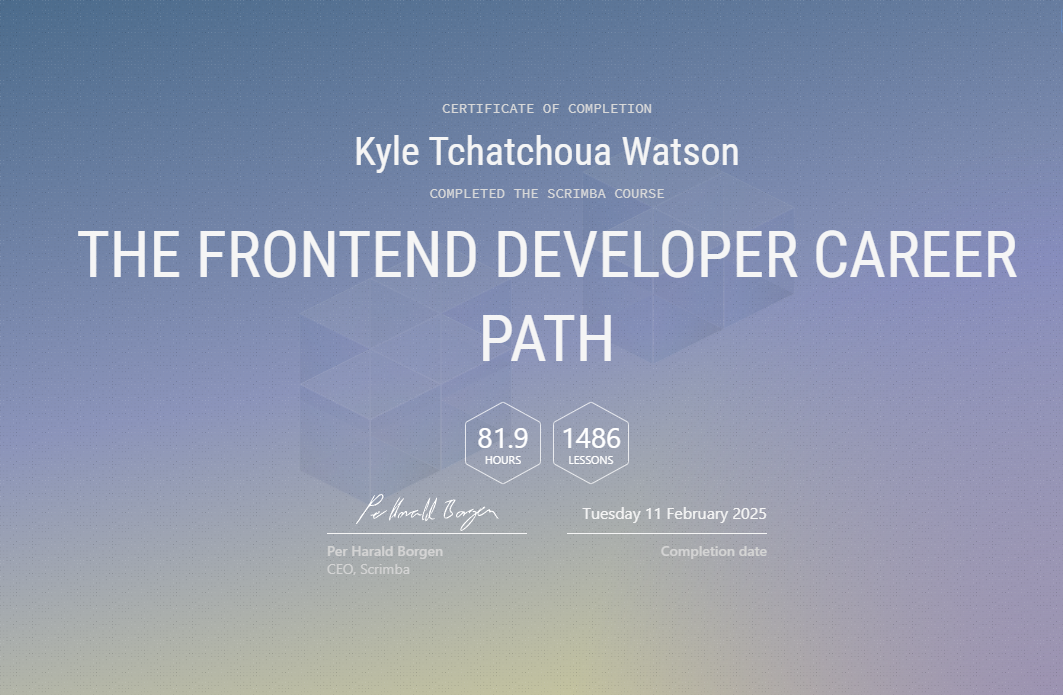 CERTIFICATE OF COMPLETION
Kyle Tchatchoua Watson
COMPLETED THE SCRIMBA COURSE
THE FRONTEND DEVELOPER CAREER
PATH
81.9
HOURS
1486
LESSONS
Per Harald Borgen
Tuesday 11 February 2025
Per Harald Borgen
CEO, Scrimba
Completion date